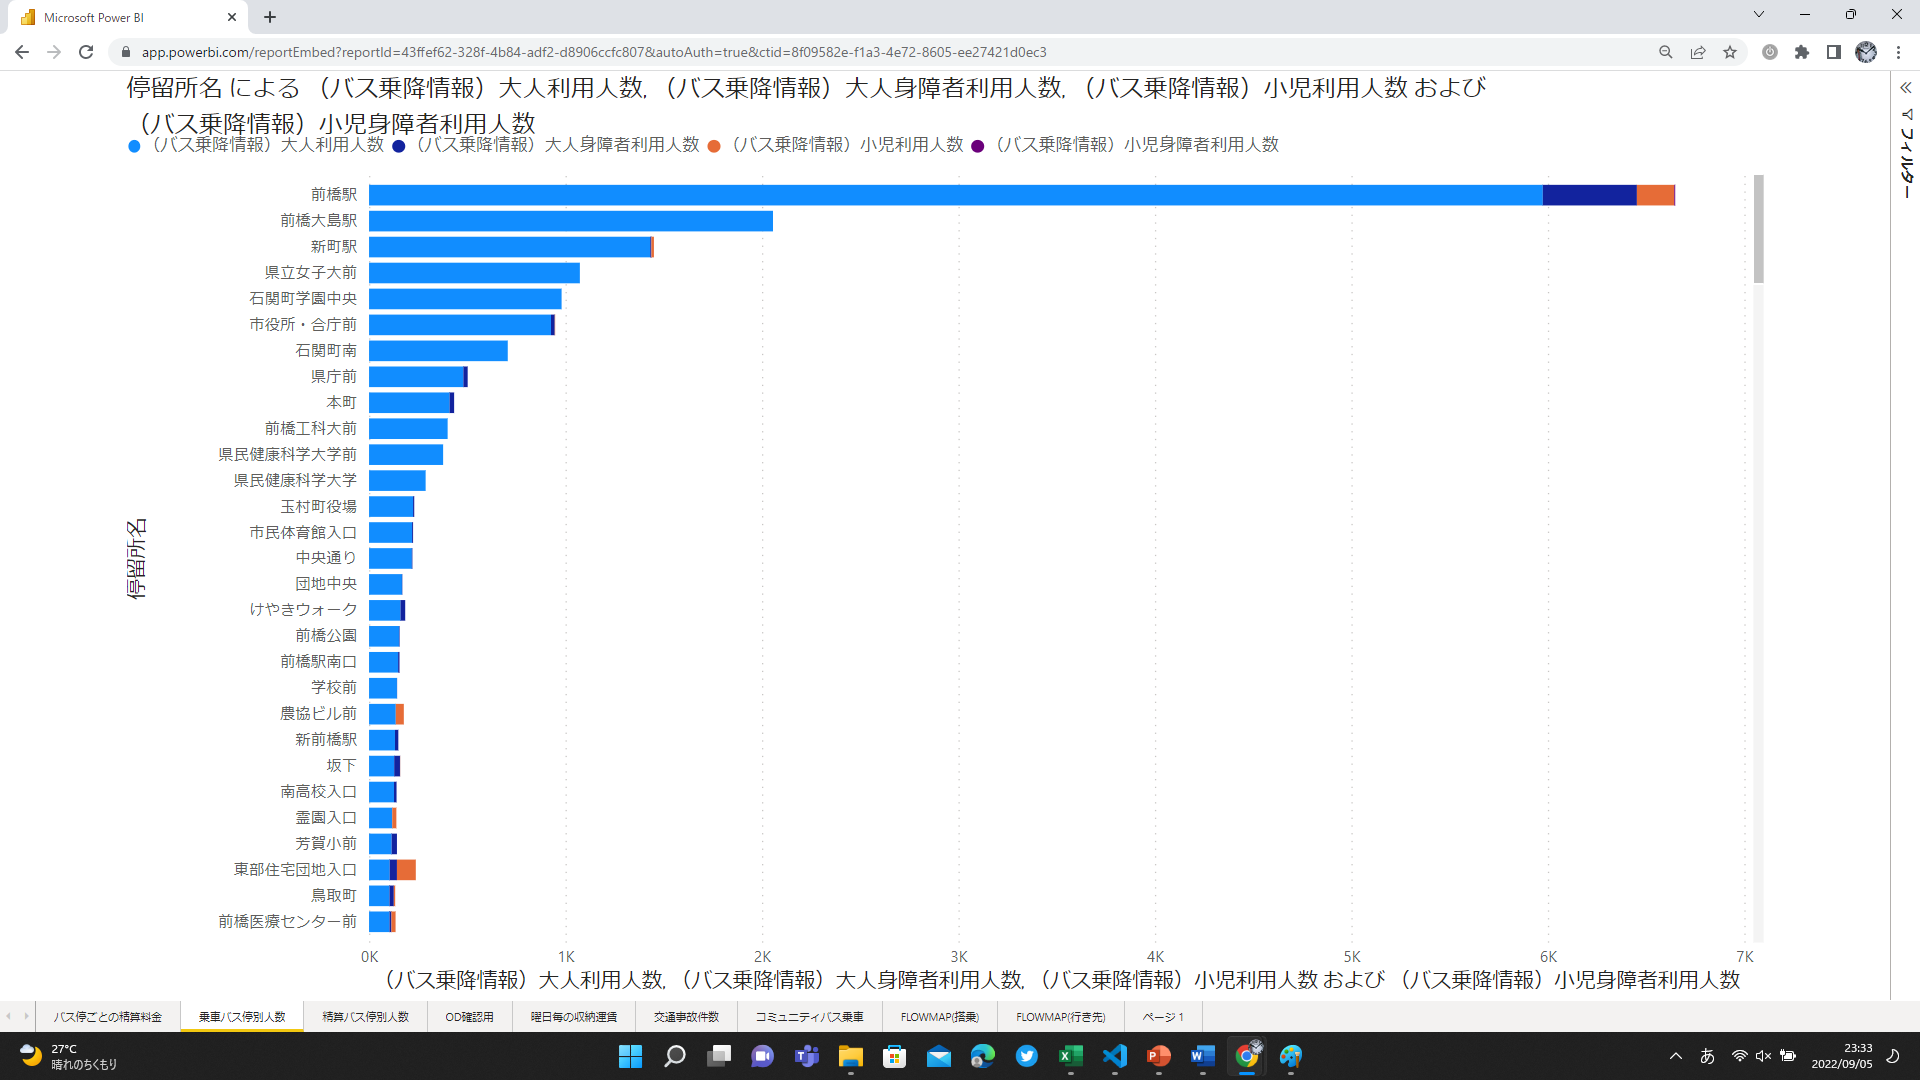 Microsoft Power BI
app.powerbi.com/reportEmbed?reportId=43ffef62-328f-4b84-adf2-d8906ccfc807&autoAuth=true&ctid=8f09582e-f1a3-4e72-8605-ee27421d0ec3
停留所名 による （バス乗降情報）大人利用人数, （バス乗降情報）大人身障者利用人数, （バス乗降情報）小児利用人数 および
（バス乗降情報）小児身障者利用人数
（バス乗降情報）大人利用人数 （バス乗降情報）大人身障者利用人数 （バス乗降情報）小児利用人数 （バス乗降情報）小児身障者利用人数
フィルター
停留所名
前橋駅
前橋大島駅
新町駅
県立女子大前
石関町学園中央
市役所・合庁前
石関町南
県庁前
本町
前橋工科大前
県民健康科学大学前
県民健康科学大学
玉村町役場
市民体育館入口
中央通り
団地中央
けやきウォーク
前橋公園
前橋駅南口
学校前
農協ビル前
新前橋駅
坂下
南高校入口
霊園入口
芳賀小前
東部住宅団地入口
鳥取町
前橋医療センター前
0K 1K 2K 3K 4K 5K 6K 7K
（バス乗降情報）大人利用人数, （バス乗降情報）大人身障者利用人数, （バス乗降情報）小児利用人数 および （バス乗降情報）小児身障者利用人数
バス停ごとの精算料金 乗車バス停別人数 精算バス停別人数 OD確認用 曜日毎の収納運賃 交通事故件数 コミュニティバス乗車 FLOWMAP(搭乗) FLOWMAP(行き先) ページ 1
27°C
晴れのちくもり
あ
23:33
2022/09/05